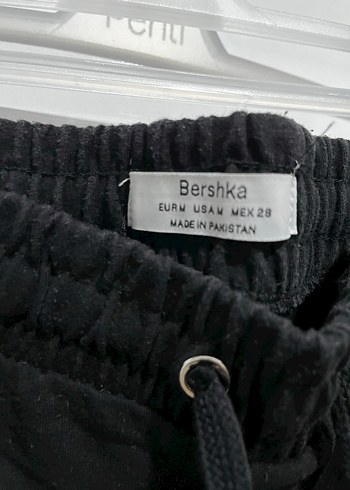 Penti
Bershka
EUR M USA M MEX 28
MADE IN PAKISTAN